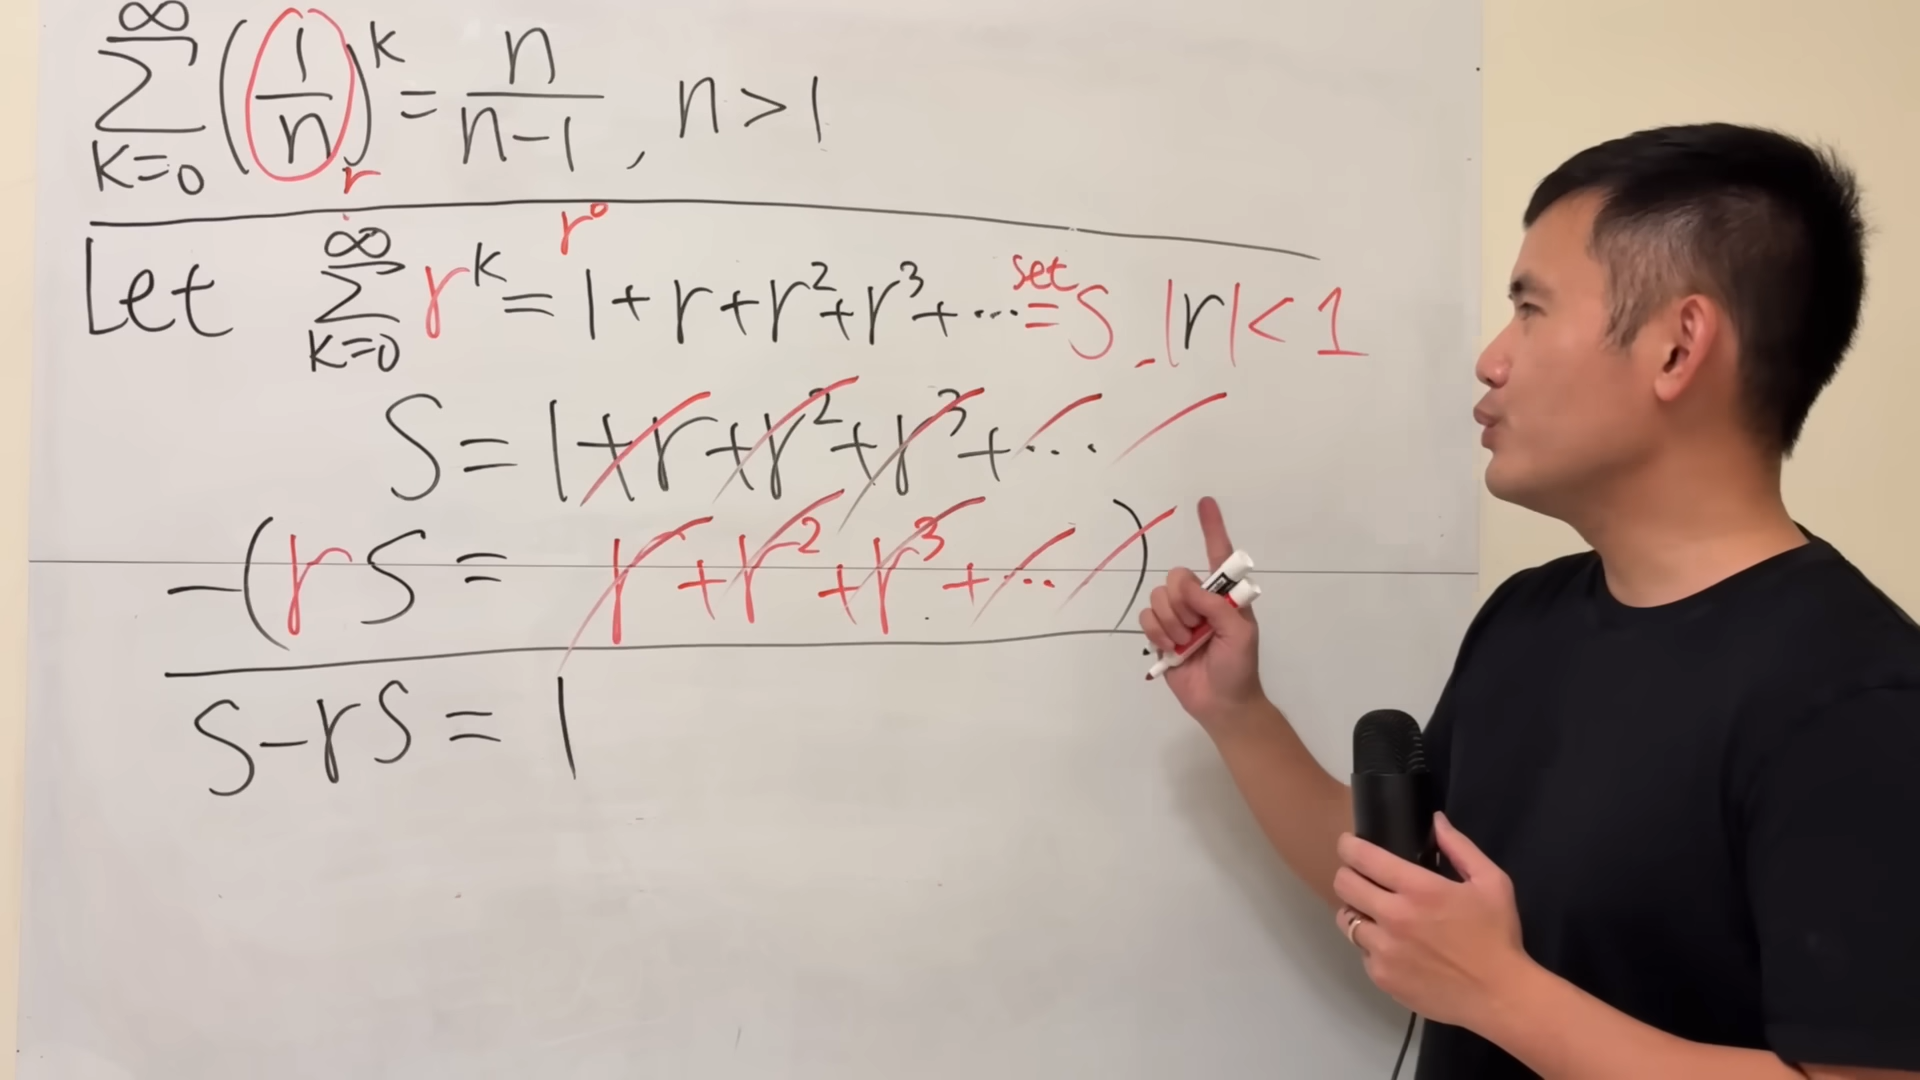 ∞
∑ (1/n)^k = n/(n-1) , n > 1
k=0
r
r⁰
Let ∑_{k=0}^{∞} r^k = 1 + r + r² + r³ + ... set = S , |r| < 1
S = 1 + r + r² + r³ + ...
-(rS = r + r² + r³ + ... )
S - rS = 1